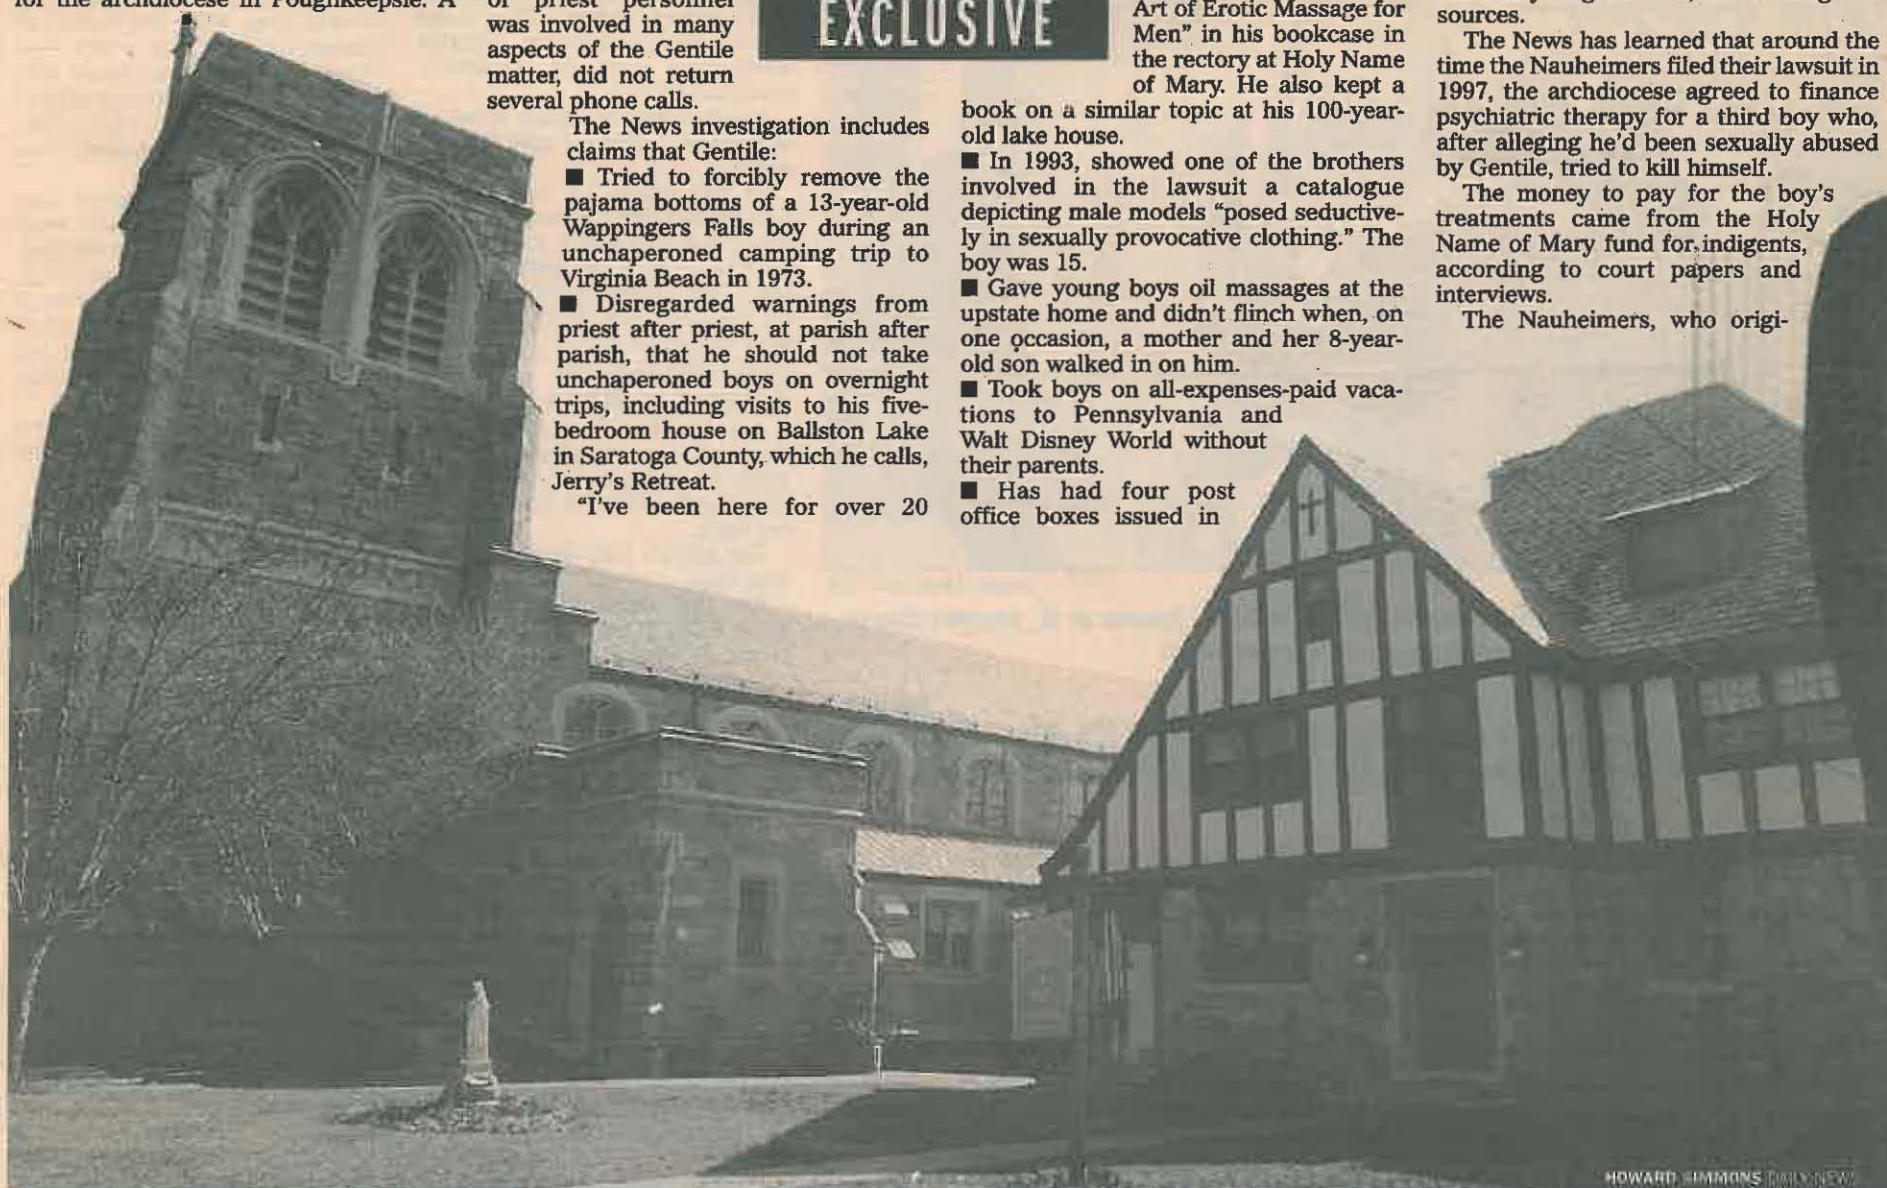 for the archdiocese in Poughkeepsie. A
of priest personnel
was involved in many
aspects of the Gentile
matter, did not return
several phone calls.
The News investigation includes
claims that Gentile:
■ Tried to forcibly remove the
pajama bottoms of a 13-year-old
Wappingers Falls boy during an
unchaperoned camping trip to
Virginia Beach in 1973.
■ Disregarded warnings from
priest after priest, at parish after
parish, that he should not take
unchaperoned boys on overnight
trips, including visits to his five-
bedroom house on Ballston Lake
in Saratoga County, which he calls,
Jerry's Retreat.
"I've been here for over 20
EXCLUSIVE
Art of Erotic Massage for
Men" in his bookcase in
the rectory at Holy Name
of Mary. He also kept a
book on a similar topic at his 100-year-
old lake house.
■ In 1993, showed one of the brothers
involved in the lawsuit a catalogue
depicting male models "posed seductive-
ly in sexually provocative clothing." The
boy was 15.
■ Gave young boys oil massages at the
upstate home and didn't flinch when, on
one occasion, a mother and her 8-year-
old son walked in on him.
■ Took boys on all-expenses-paid vaca-
tions to Pennsylvania and
Walt Disney World without
their parents.
■ Has had four post
office boxes issued in
sources.
The News has learned that around the
time the Nauheimers filed their lawsuit in
1997, the archdiocese agreed to finance
psychiatric therapy for a third boy who,
after alleging he'd been sexually abused
by Gentile, tried to kill himself.
The money to pay for the boy's
treatments came from the Holy
Name of Mary fund for indigents,
according to court papers and
interviews.
The Nauheimers, who origi-
HOWARD SIMMONS DAILY NEWS